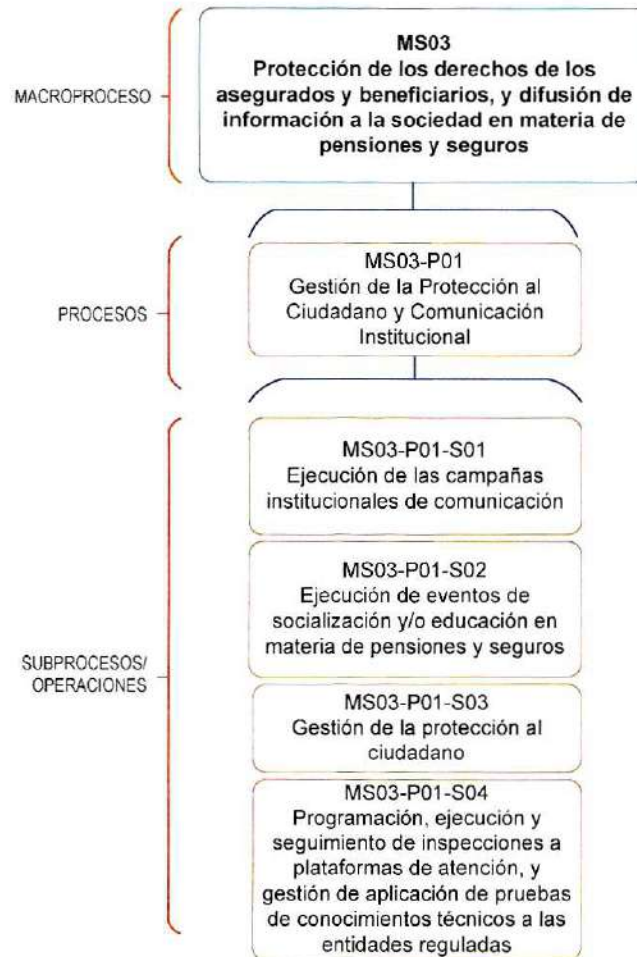 MACROPROCESO
MS03
Protección de los derechos de los
asegurados y beneficiarios, y difusión de
información a la sociedad en materia de
pensiones y seguros
PROCESOS
MS03-P01
Gestión de la Protección al
Ciudadano y Comunicación
Institucional
SUBPROCESOS/
OPERACIONES
MS03-P01-S01
Ejecución de las campañas
institucionales de comunicación
MS03-P01-S02
Ejecución de eventos de
socialización y/o educación en
materia de pensiones y seguros
MS03-P01-S03
Gestión de la protección al
ciudadano
MS03-P01-S04
Programación, ejecución y
seguimiento de inspecciones a
plataformas de atención, y
gestión de aplicación de pruebas
de conocimientos técnicos a las
entidades reguladas